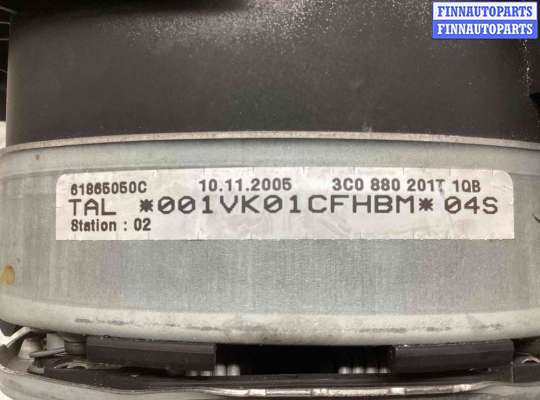 FINNAUTOPARTS
FINNAUTOPARTS
61865050C 10.11.2005 3C0 880 201T 1QB
TAL *001VK01CFHBM* 04S
Station : 02